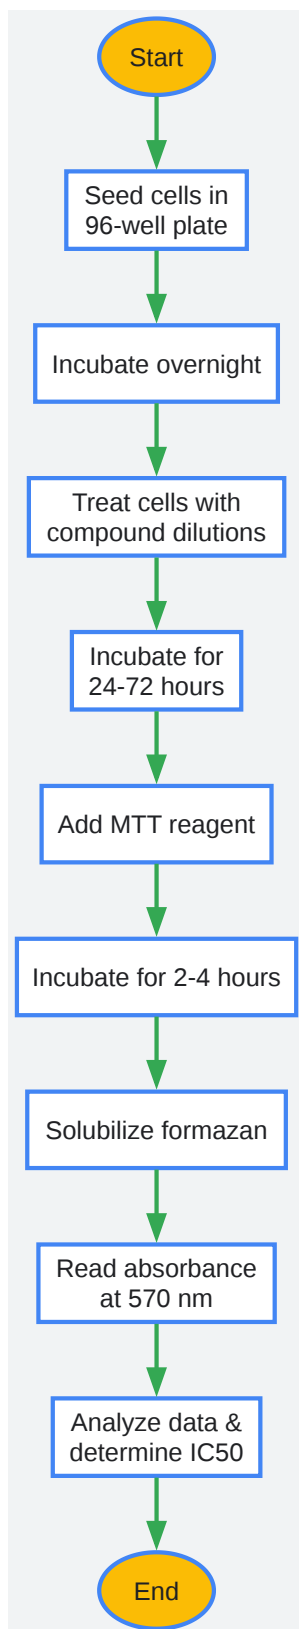 Start
Seed cells in
96-well plate
Incubate overnight
Treat cells with
compound dilutions
Incubate for
24-72 hours
Add MTT reagent
Incubate for 2-4 hours
Solubilize formazan
Read absorbance
at 570 nm
Analyze data &
determine IC50
End